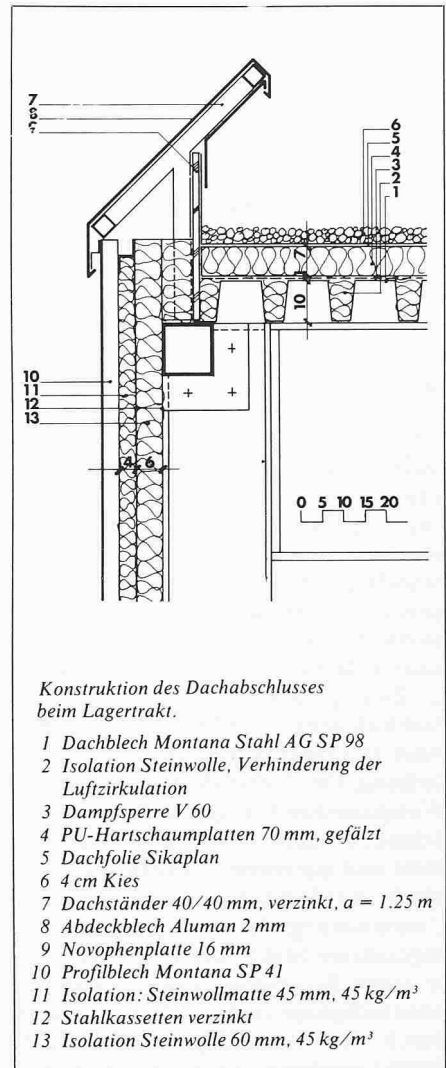 7
8
9
6
5
4
3
2
1
7
10
10
11
12
13
4 6
0 5 10 15 20
Konstruktion des Dachabschlusses
beim Lagertrakt.
1 Dachblech Montana Stahl AG SP 98
2 Isolation Steinwolle, Verhinderung der
Luftzirkulation
3 Dampfsperre V 60
4 PU-Hartschaumplatten 70 mm, gefälzt
5 Dachfolie Sikaplan
6 4 cm Kies
7 Dachständer 40/40 mm, verzinkt, a = 1.25 m
8 Abdeckblech Aluman 2 mm
9 Novophenplatte 16 mm
10 Profilblech Montana SP 41
11 Isolation: Steinwollmatte 45 mm, 45 kg/m³
12 Stahlkassetten verzinkt
13 Isolation Steinwolle 60 mm, 45 kg/m³